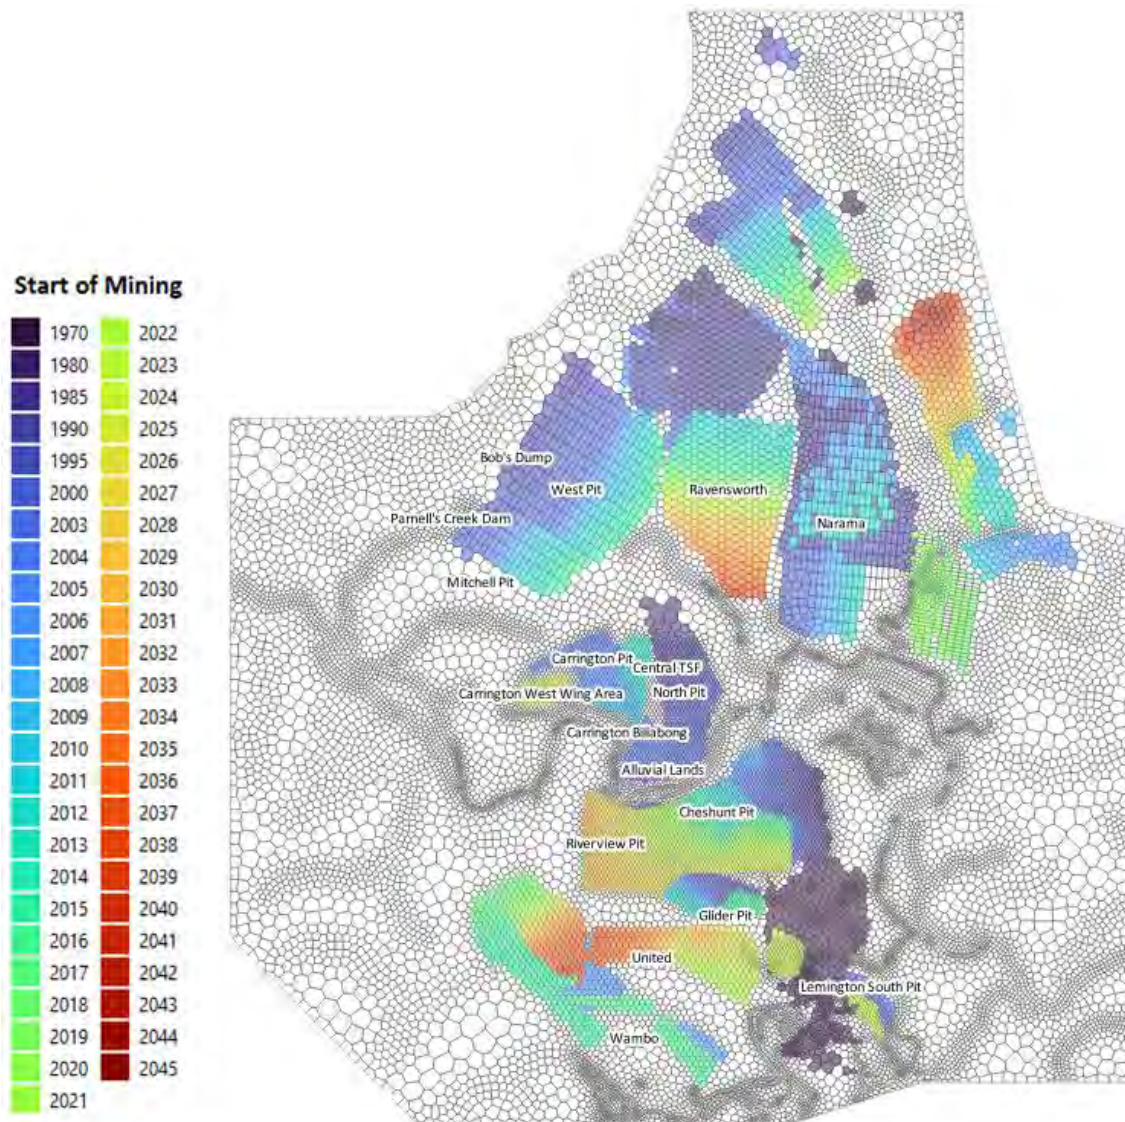 Start of Mining
1970 2022
1980 2023
1985 2024
1990 2025
1995 2026
2000 2027
2003 2028
2004 2029
2005 2030
2006 2031
2007 2032
2008 2033
2009 2034
2010 2035
2011 2036
2012 2037
2013 2038
2014 2039
2015 2040
2016 2041
2017 2042
2018 2043
2019 2044
2020 2045
2021
Bob's Dump
West Pit
Ravensworth
Parnell's Creek Dam
Narama
Mitchell Pit
Carrington Pit
Central TSF
Carrington West Wing Area
North Pit
Carrington Billabong
Alluvial Lands
Cheshunt Pit
Riverview Pit
Glider Pit
United
Lemington South Pit
Wambo